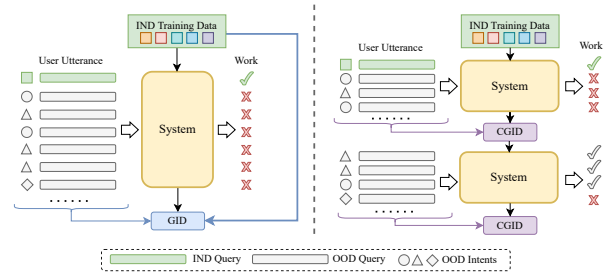 IND Training Data
User Utterance
Work
System
......
GID
IND Training Data
User Utterance
Work
System
......
CGID
System
......
CGID
IND Query
OOD Query
OOD Intents